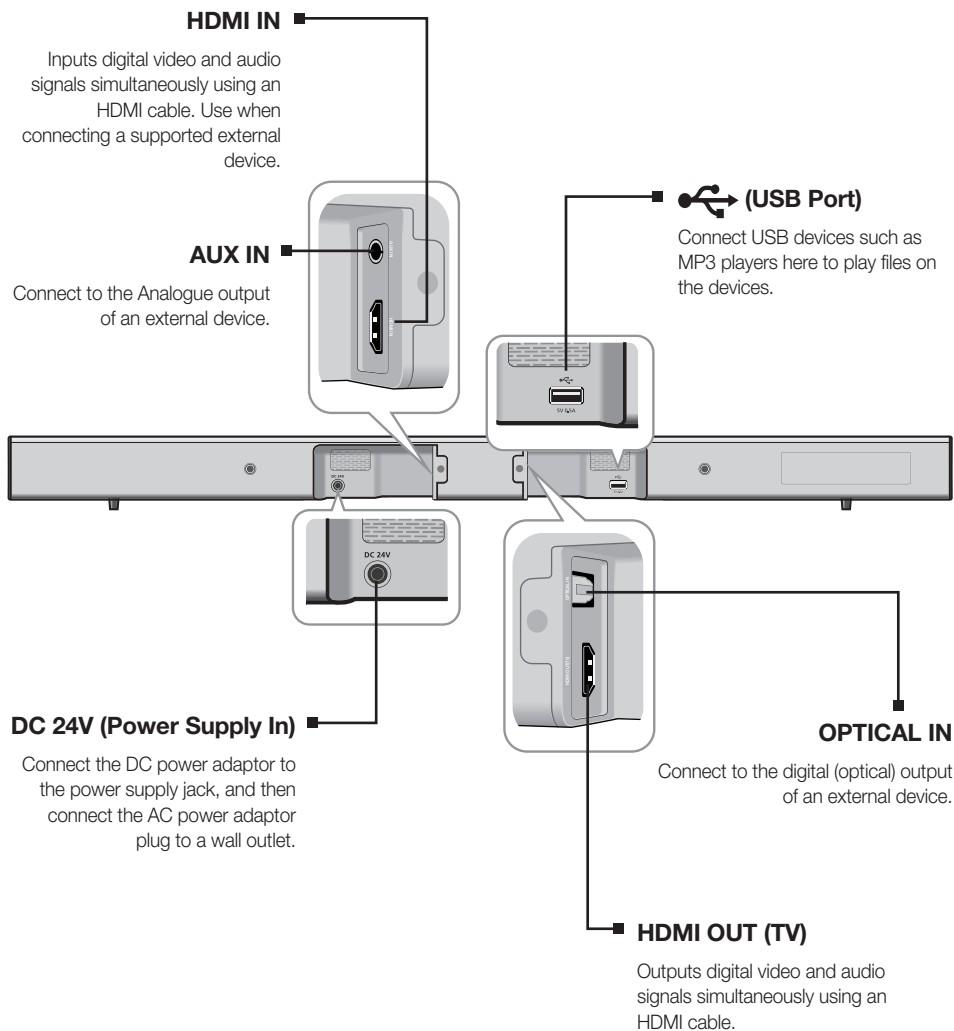 HDMI IN
Inputs digital video and audio
signals simultaneously using an
HDMI cable. Use when
connecting a supported external
device.
AUX IN
Connect to the Analogue output
of an external device.
(USB Port)
Connect USB devices such as
MP3 players here to play files on
the devices.
5V 0.5A
DC 24V
DC 24V
DC 24V (Power Supply In)
Connect the DC power adaptor to
the power supply jack, and then
connect the AC power adaptor
plug to a wall outlet.
OPTICAL IN
Connect to the digital (optical) output
of an external device.
HDMI OUT (TV)
Outputs digital video and audio
signals simultaneously using an
HDMI cable.